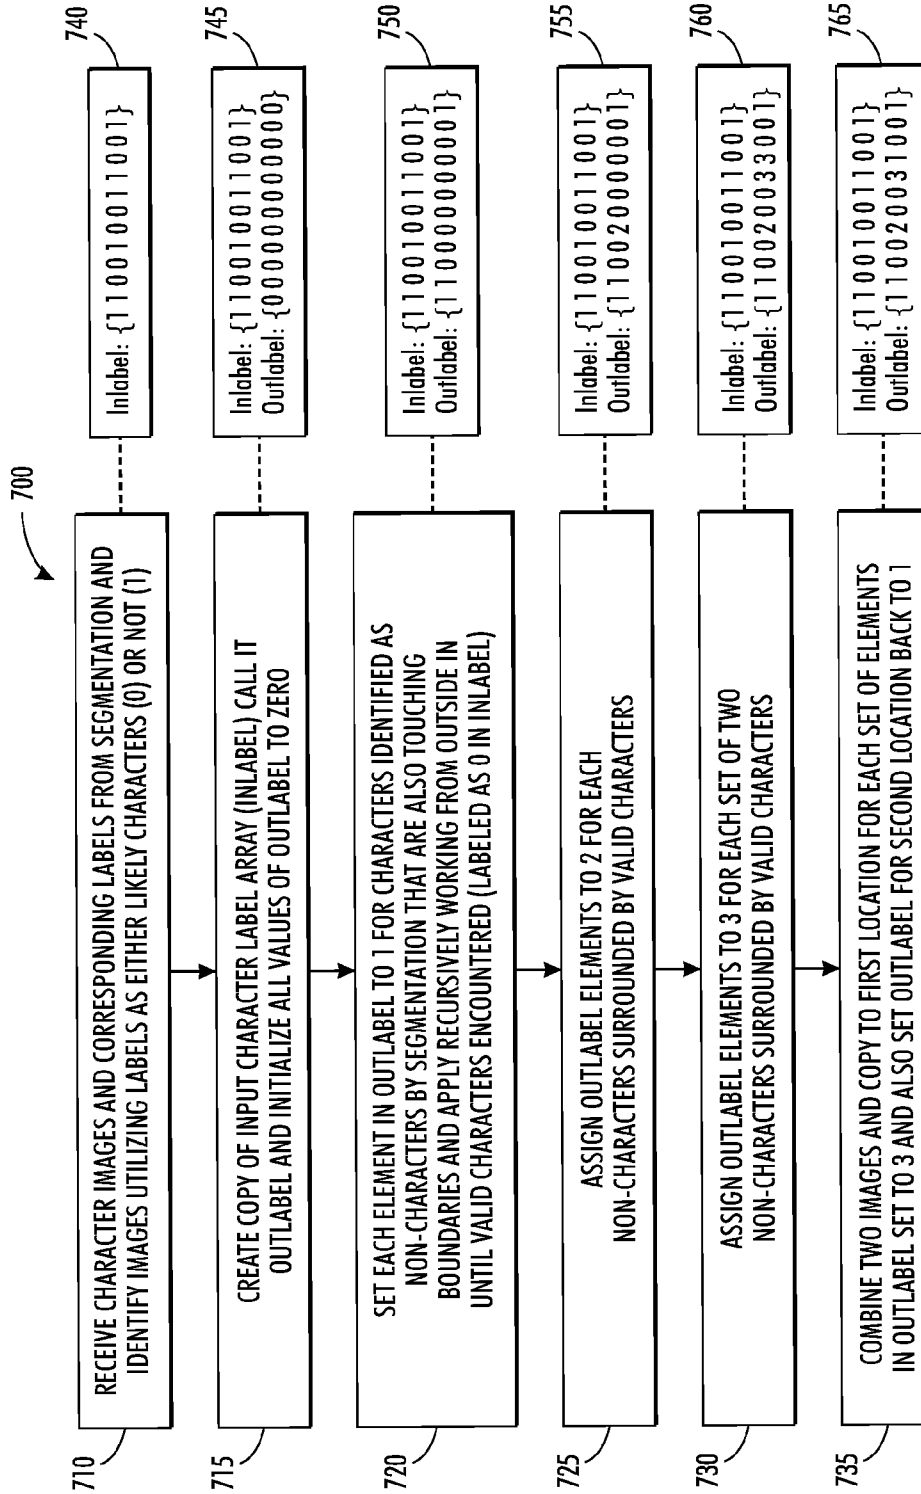 700
710
RECEIVE CHARACTER IMAGES AND CORRESPONDING LABELS FROM SEGMENTATION AND
IDENTIFY IMAGES UTILIZING LABELS AS EITHER LIKELY CHARACTERS (0) OR NOT (1)
Inlabel: {1 1 0 0 1 0 0 1 1 0 0 1}
740
715
CREATE COPY OF INPUT CHARACTER LABEL ARRAY (INLABEL) CALL IT
OUTLABEL AND INITIALIZE ALL VALUES OF OUTLABEL TO ZERO
Inlabel: {1 1 0 0 1 0 0 1 1 0 0 1}
Outlabel: {0 0 0 0 0 0 0 0 0 0 0 0}
745
720
SET EACH ELEMENT IN OUTLABEL TO 1 FOR CHARACTERS IDENTIFIED AS
NON-CHARACTERS BY SEGMENTATION THAT ARE ALSO TOUCHING
BOUNDARIES AND APPLY RECURSIVELY WORKING FROM OUTSIDE IN
UNTIL VALID CHARACTERS ENCOUNTERED (LABELED AS 0 IN INLABEL)
Inlabel: {1 1 0 0 1 0 0 1 1 0 0 1}
Outlabel: {1 1 0 0 0 0 0 0 0 0 0 1}
750
725
ASSIGN OUTLABEL ELEMENTS TO 2 FOR EACH
NON-CHARACTERS SURROUNDED BY VALID CHARACTERS
Inlabel: {1 1 0 0 1 0 0 1 1 0 0 1}
Outlabel: {1 1 0 0 2 0 0 0 0 0 0 1}
755
730
ASSIGN OUTLABEL ELEMENTS TO 3 FOR EACH SET OF TWO
NON-CHARACTERS SURROUNDED BY VALID CHARACTERS
Inlabel: {1 1 0 0 1 0 0 1 1 0 0 1}
Outlabel: {1 1 0 0 2 0 0 3 3 0 0 1}
760
735
COMBINE TWO IMAGES AND COPY TO FIRST LOCATION FOR EACH SET OF ELEMENTS
IN OUTLABEL SET TO 3 AND ALSO SET OUTLABEL FOR SECOND LOCATION BACK TO 1
Inlabel: {1 1 0 0 1 0 0 1 1 0 0 1}
Outlabel: {1 1 0 0 2 0 0 3 1 0 0 1}
765